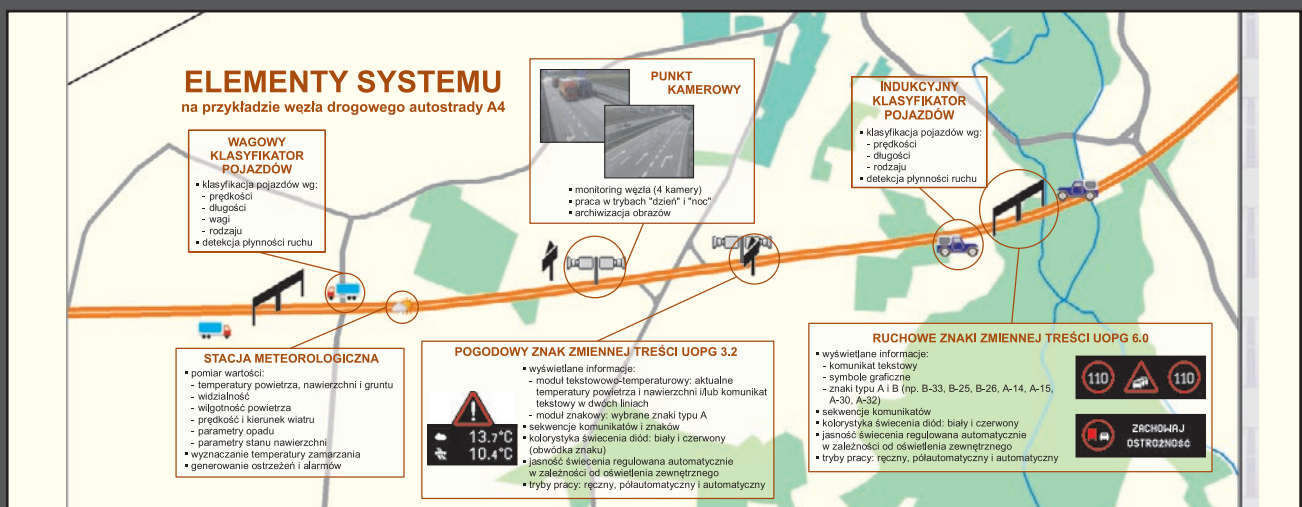 ELEMENTY SYSTEMU
na przykładzie węzła drogowego autostrady A4
WAGOWY
KLASYFIKATOR
POJAZDÓW
▪ klasyfikacja pojazdów wg:
- prędkości
- długości
- wagi
- rodzaju
▪ detekcja płynności ruchu
PUNKT
KAMEROWY
▪ monitoring węzła (4 kamery)
▪ praca w trybach "dzień" i "noc"
▪ archiwizacja obrazów
INDUKCYJNY
KLASYFIKATOR
POJAZDÓW
▪ klasyfikacja pojazdów wg:
- prędkości
- długości
- rodzaju
▪ detekcja płynności ruchu
STACJA METEOROLOGICZNA
▪ pomiar wartości:
- temperatury powietrza, nawierzchni i gruntu
- widzialność
- wilgotność powietrza
- prędkość i kierunek wiatru
- parametry opadu
- parametry stanu nawierzchni
▪ wyznaczanie temperatury zamarzania
▪ generowanie ostrzeżeń i alarmów
POGODOWY ZNAK ZMIENNEJ TREŚCI UOPG 3.2
▪ wyświetlane informacje:
- moduł tekstowowo-temperaturowy: aktualne
temperatury powietrza i nawierzchni i/lub komunikat
tekstowy w dwóch liniach
- moduł znakowy: wybrane znaki typu A
▪ sekwencje komunikatów i znaków
▪ kolorystyka świecenia diód: biały i czerwony
(obwódka znaku)
▪ jasność świecenia regulowana automatycznie
w zależności od oświetlenia zewnętrznego
▪ tryby pracy: ręczny, półautomatyczny i automatyczny
13.7°C
10.4°C
RUCHOWE ZNAKI ZMIENNEJ TREŚCI UOPG 6.0
▪ wyświetlane informacje:
- komunikat tekstowy
- symbole graficzne
- znaki typu A i B (np. B-33, B-25, B-26, A-14, A-15,
A-30, A-32)
▪ sekwencje komunikatów
▪ kolorystyka świecenia diód: biały i czerwony
▪ jasność świecenia regulowana automatycznie
w zależności od oświetlenia zewnętrznego
▪ tryby pracy: ręczny, półautomatyczny i automatyczny
110 110
ZACHOWAJ
OSTROŻNOŚĆ